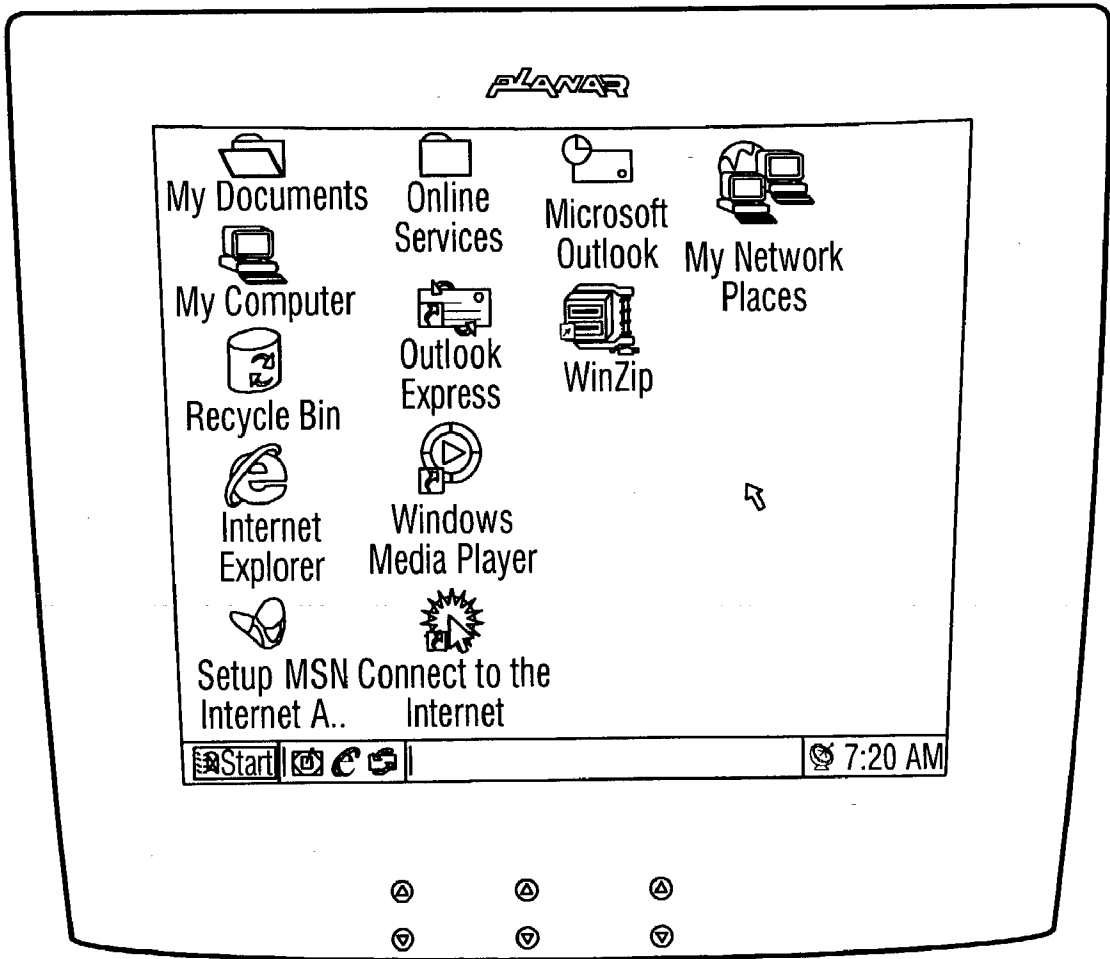 PLANAR
My Documents
Online
Services
Microsoft
Outlook
My Network
Places
My Computer
Outlook
Express
WinZip
Recycle Bin
Internet
Explorer
Windows
Media Player
Setup MSN
Internet A..
Connect to the
Internet
Start
7:20 AM